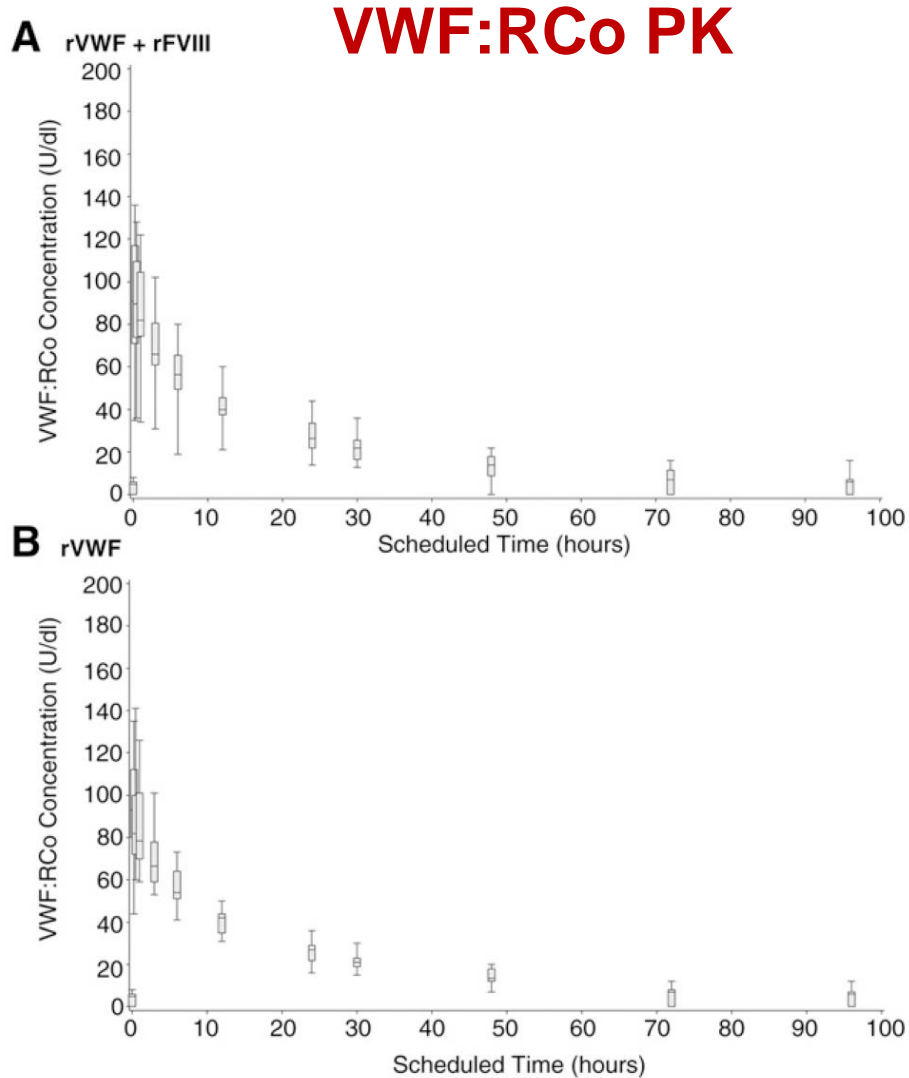 VWF:RCo PK
A rVWF + rFVIII
VWF:RCo Concentration (U/dl)
200
180
160
140
120
100
80
60
40
20
0
0 10 20 30 40 50 60 70 80 90 100
Scheduled Time (hours)
B rVWF
VWF:RCo Concentration (U/dl)
200
180
160
140
120
100
80
60
40
20
0
0 10 20 30 40 50 60 70 80 90 100
Scheduled Time (hours)